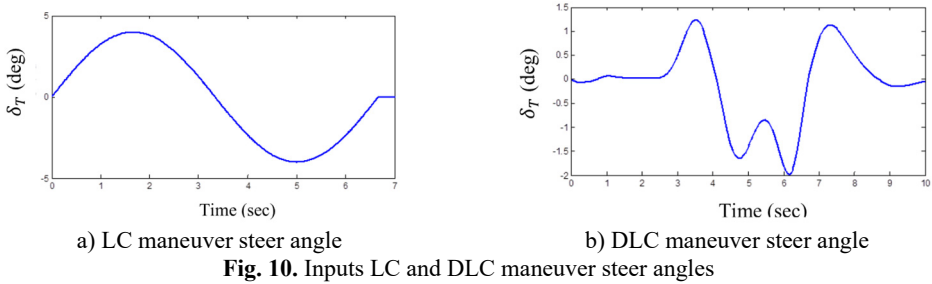 5
0
-5
δ_T (deg)
0 1 2 3 4 5 6 7
Time (sec)
a) LC maneuver steer angle
1.5
1
0.5
0
-0.5
-1
-1.5
-2
δ_T (deg)
0 1 2 3 4 5 6 7 8 9 10
Time (sec)
b) DLC maneuver steer angle
Fig. 10. Inputs LC and DLC maneuver steer angles